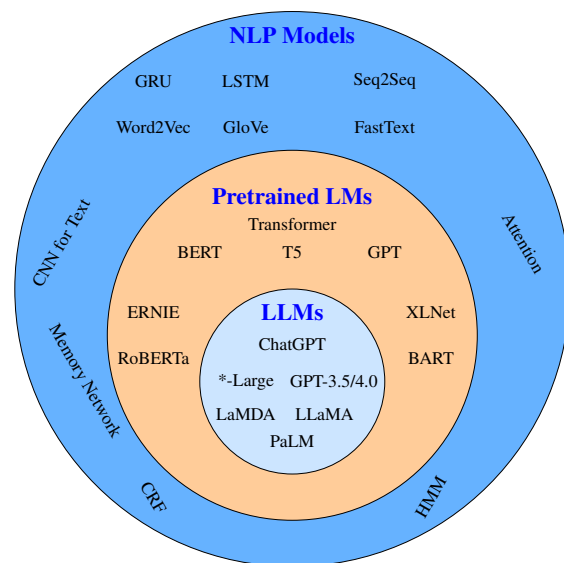 NLP Models
GRU LSTM Seq2Seq
Word2Vec GloVe FastText
Pretrained LMs
Transformer
BERT T5 GPT
CNN for Text
Attention
LLMs
ERNIE XLNet
ChatGPT
RoBERTa BART
Memory Network
*-Large GPT-3.5/4.0
LaMDA LLaMA
PaLM
CRF HMM